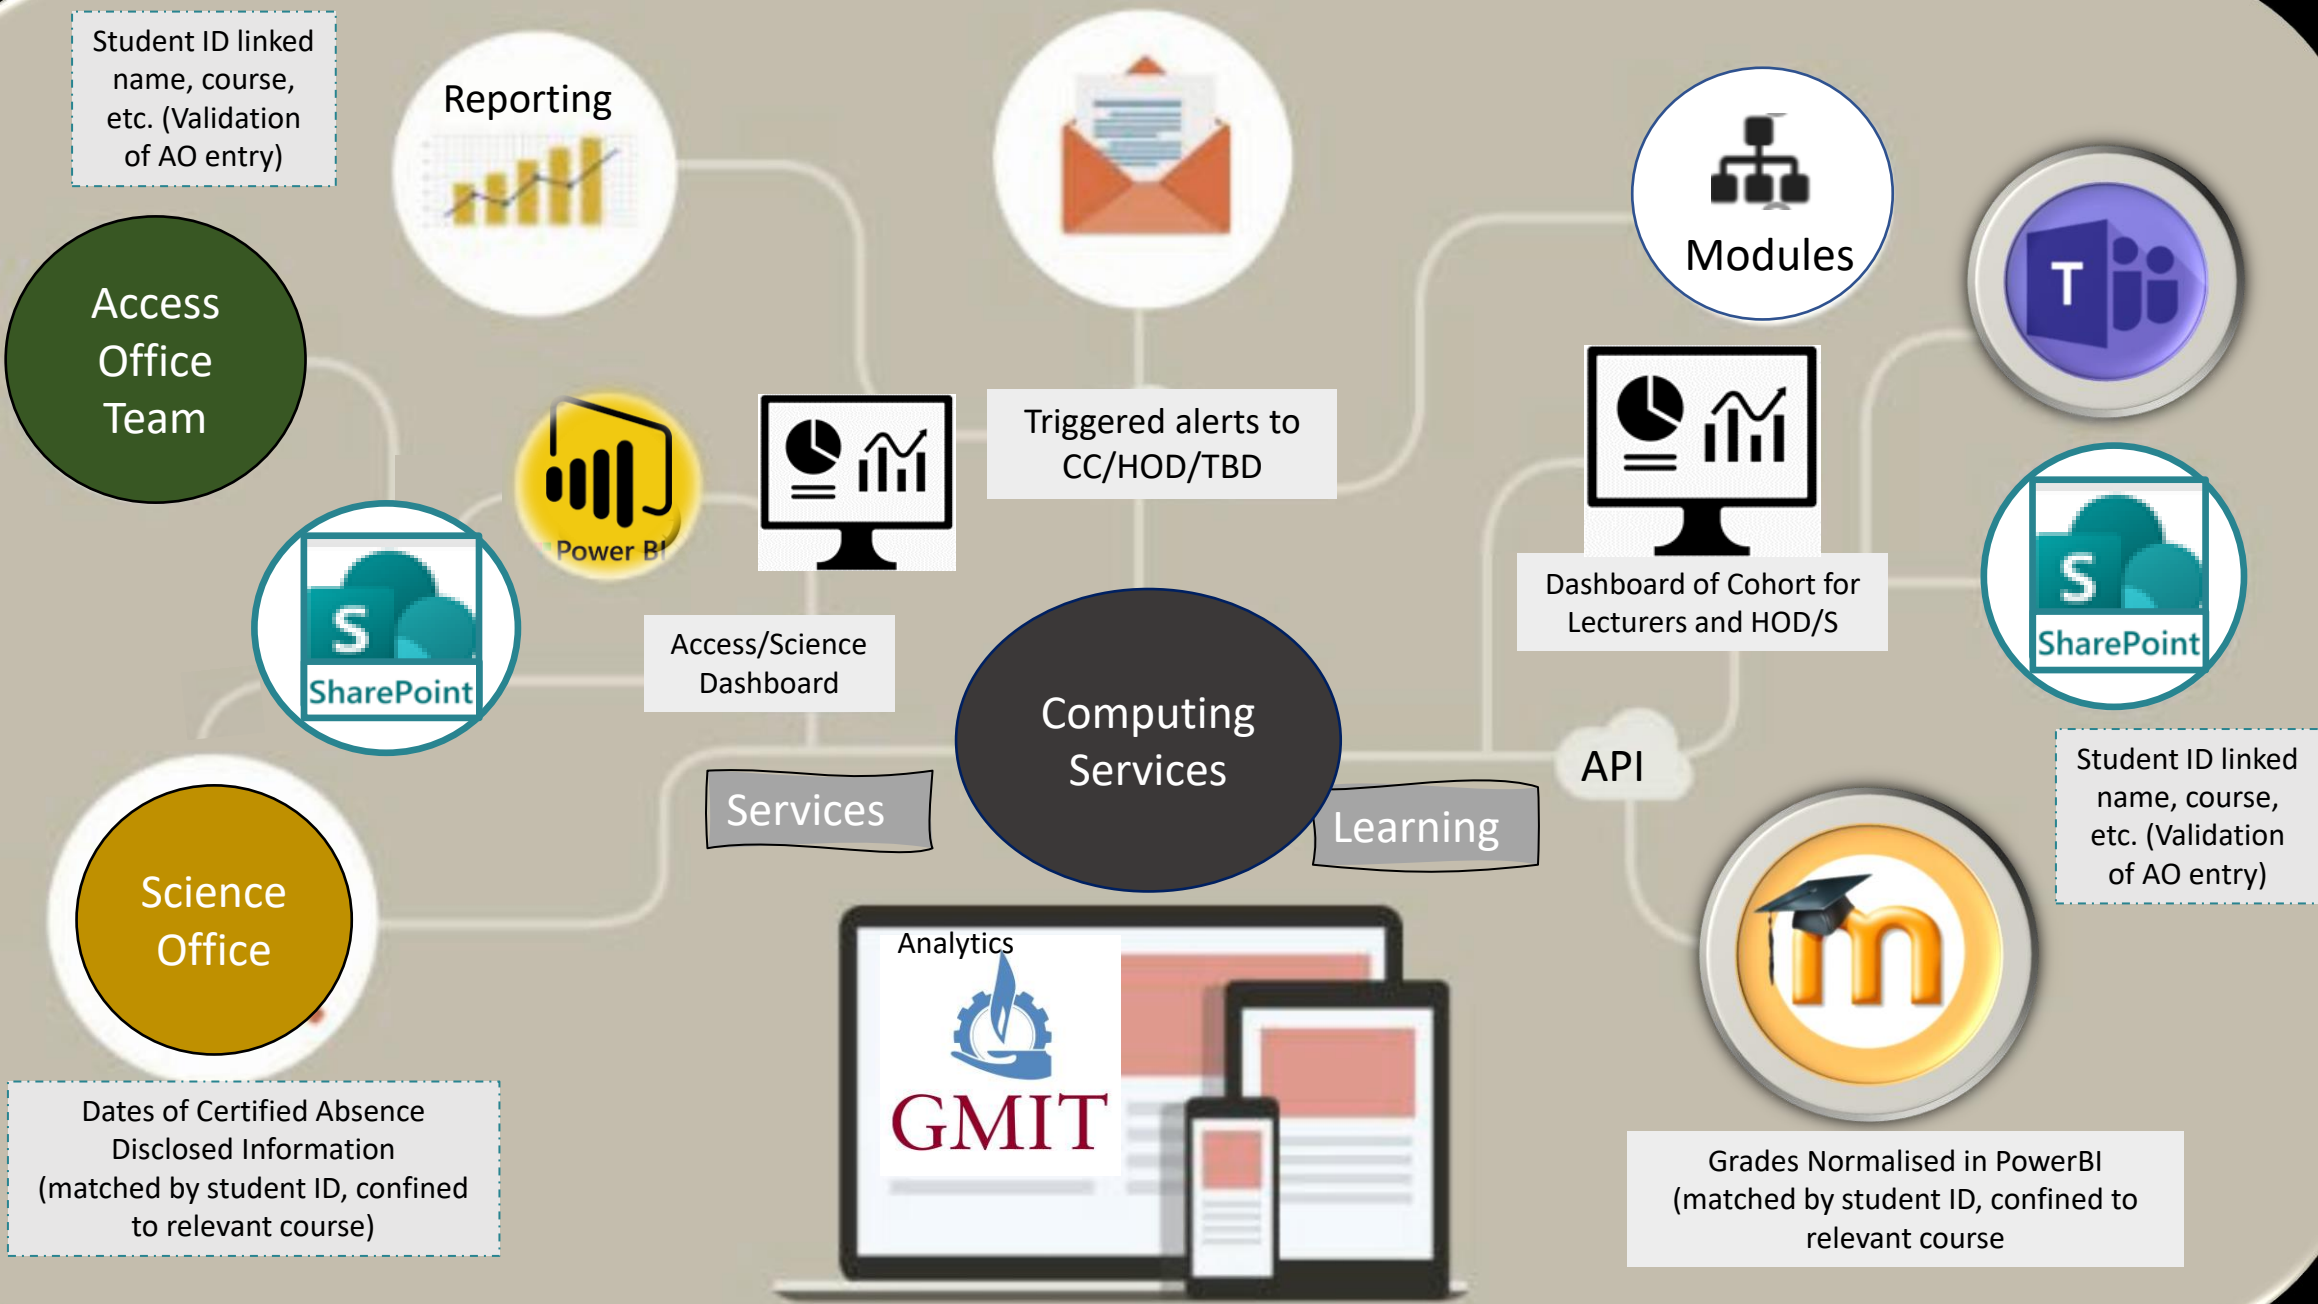 Student ID linked
name, course,
etc. (Validation
of AO entry)
Reporting
Modules
T
Access
Office
Team
Power BI
Triggered alerts to
CC/HOD/TBD
S
SharePoint
Access/Science
Dashboard
Dashboard of Cohort for
Lecturers and HOD/S
S
SharePoint
Computing
Services
Services
Learning
API
Student ID linked
name, course,
etc. (Validation
of AO entry)
Science
Office
m
Analytics
GMIT
Dates of Certified Absence
Disclosed Information
(matched by student ID, confined
to relevant course)
Grades Normalised in PowerBI
(matched by student ID, confined to
relevant course